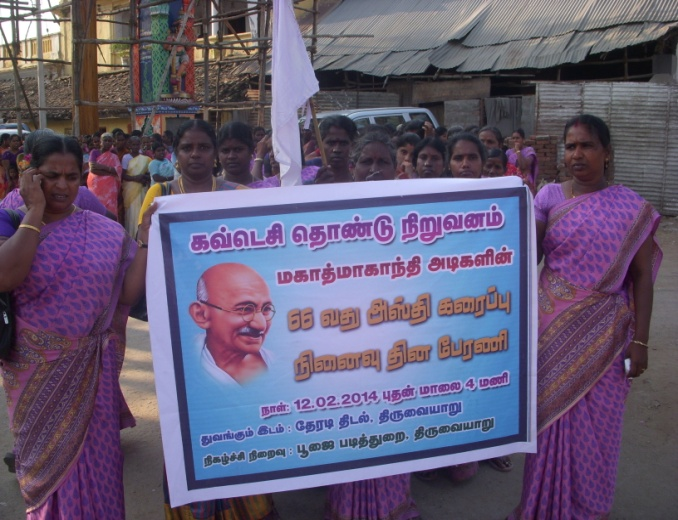 கவ்டெசி தொண்டு நிறுவனம்
மகாத்மாகாந்தி அடிகளின்
66 வது அஸ்தி கரைப்பு
நினைவு தின பேரணி
நாள்: 12.02.2014 புதன் மாலை 4 மணி
துவங்கும் இடம் : தேரடி திடல், திருவையாறு
நிகழ்ச்சி நிறைவு : பூஜை படித்துறை, திருவையாறு